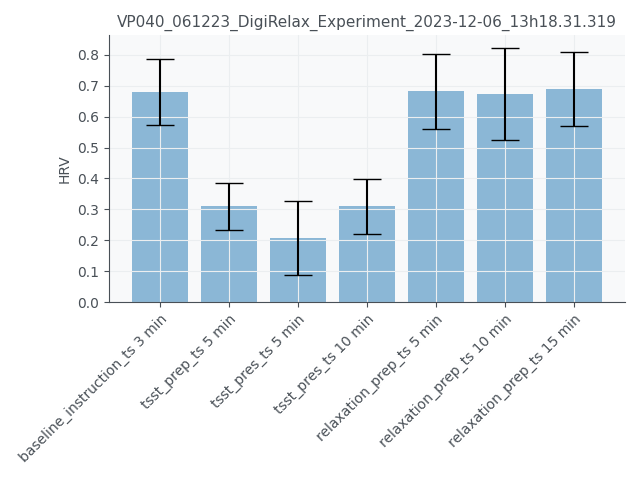 VP040_061223_DigiRelax_Experiment_2023-12-06_13h18.31.319
HRV
0.8
0.7
0.6
0.5
0.4
0.3
0.2
0.1
0.0
baseline_instruction_ts 3 min
tsst_prep_ts 5 min
tsst_pres_ts 5 min
tsst_pres_ts 10 min
relaxation_prep_ts 5 min
relaxation_prep_ts 10 min
relaxation_prep_ts 15 min